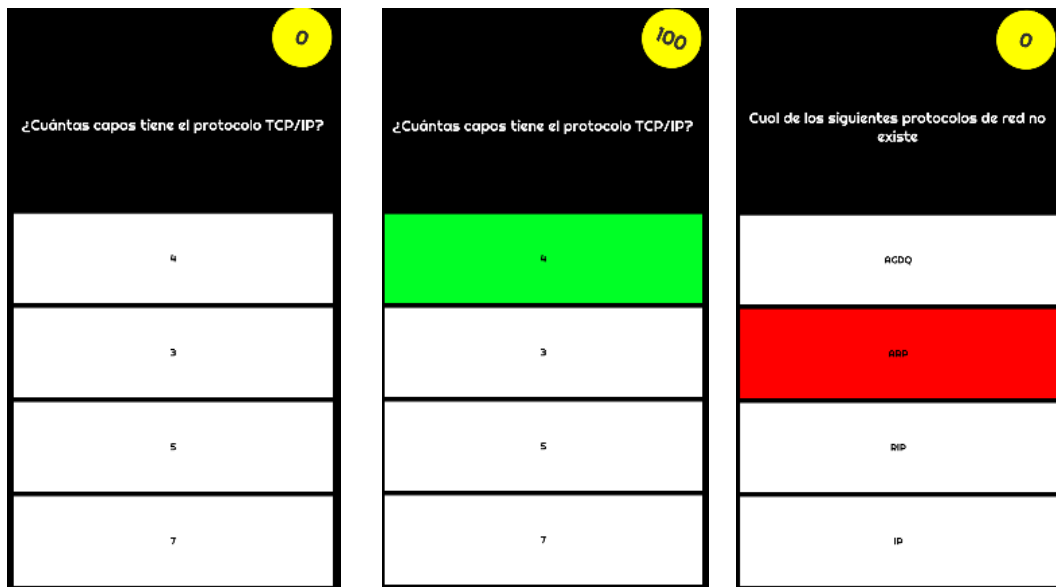 0
¿Cuántas capas tiene el protocolo TCP/IP?
4
3
5
7
100
¿Cuántas capas tiene el protocolo TCP/IP?
4
3
5
7
0
Cual de los siguientes protocolos de red no
existe
AGDQ
ARP
RIP
IP